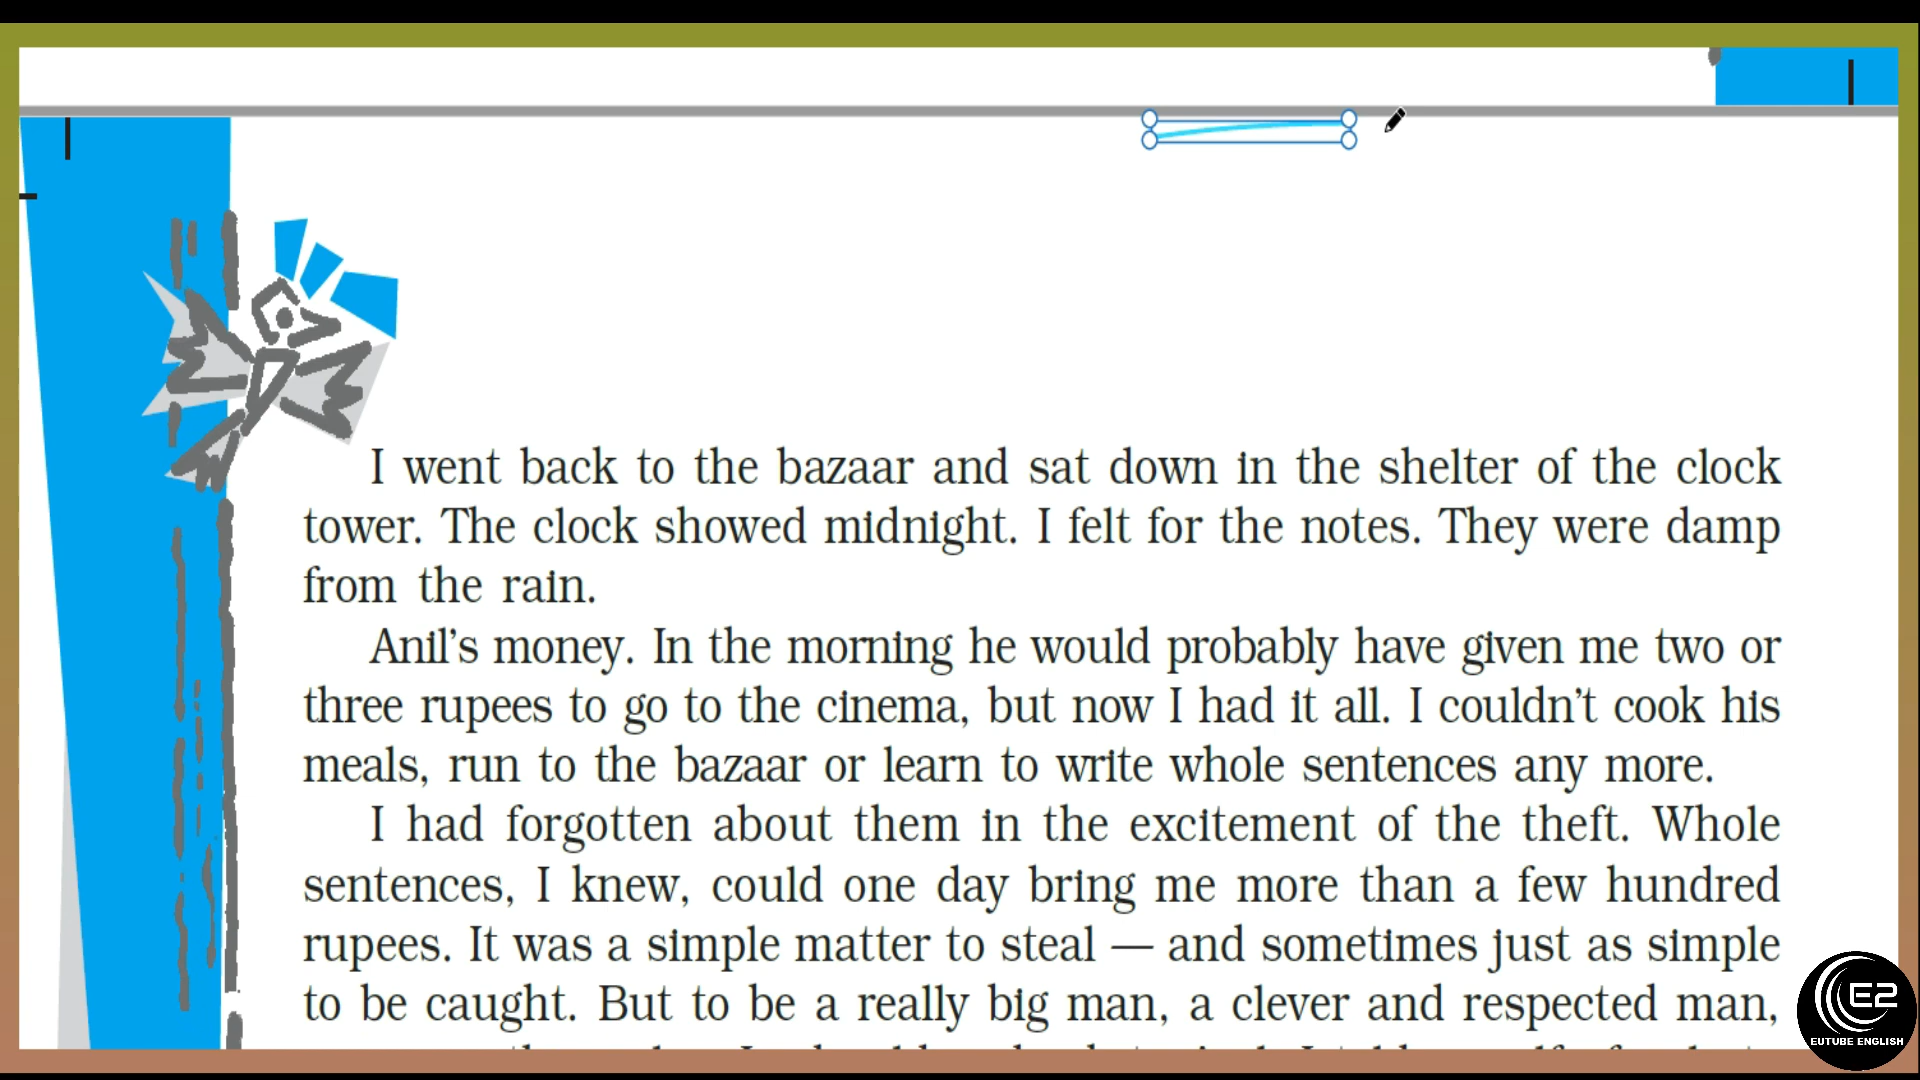 I went back to the bazaar and sat down in the shelter of the clock
tower. The clock showed midnight. I felt for the notes. They were damp
from the rain.
Anil’s money. In the morning he would probably have given me two or
three rupees to go to the cinema, but now I had it all. I couldn’t cook his
meals, run to the bazaar or learn to write whole sentences any more.
I had forgotten about them in the excitement of the theft. Whole
sentences, I knew, could one day bring me more than a few hundred
rupees. It was a simple matter to steal — and sometimes just as simple
to be caught. But to be a really big man, a clever and respected man,
E2
EUTUBE ENGLISH